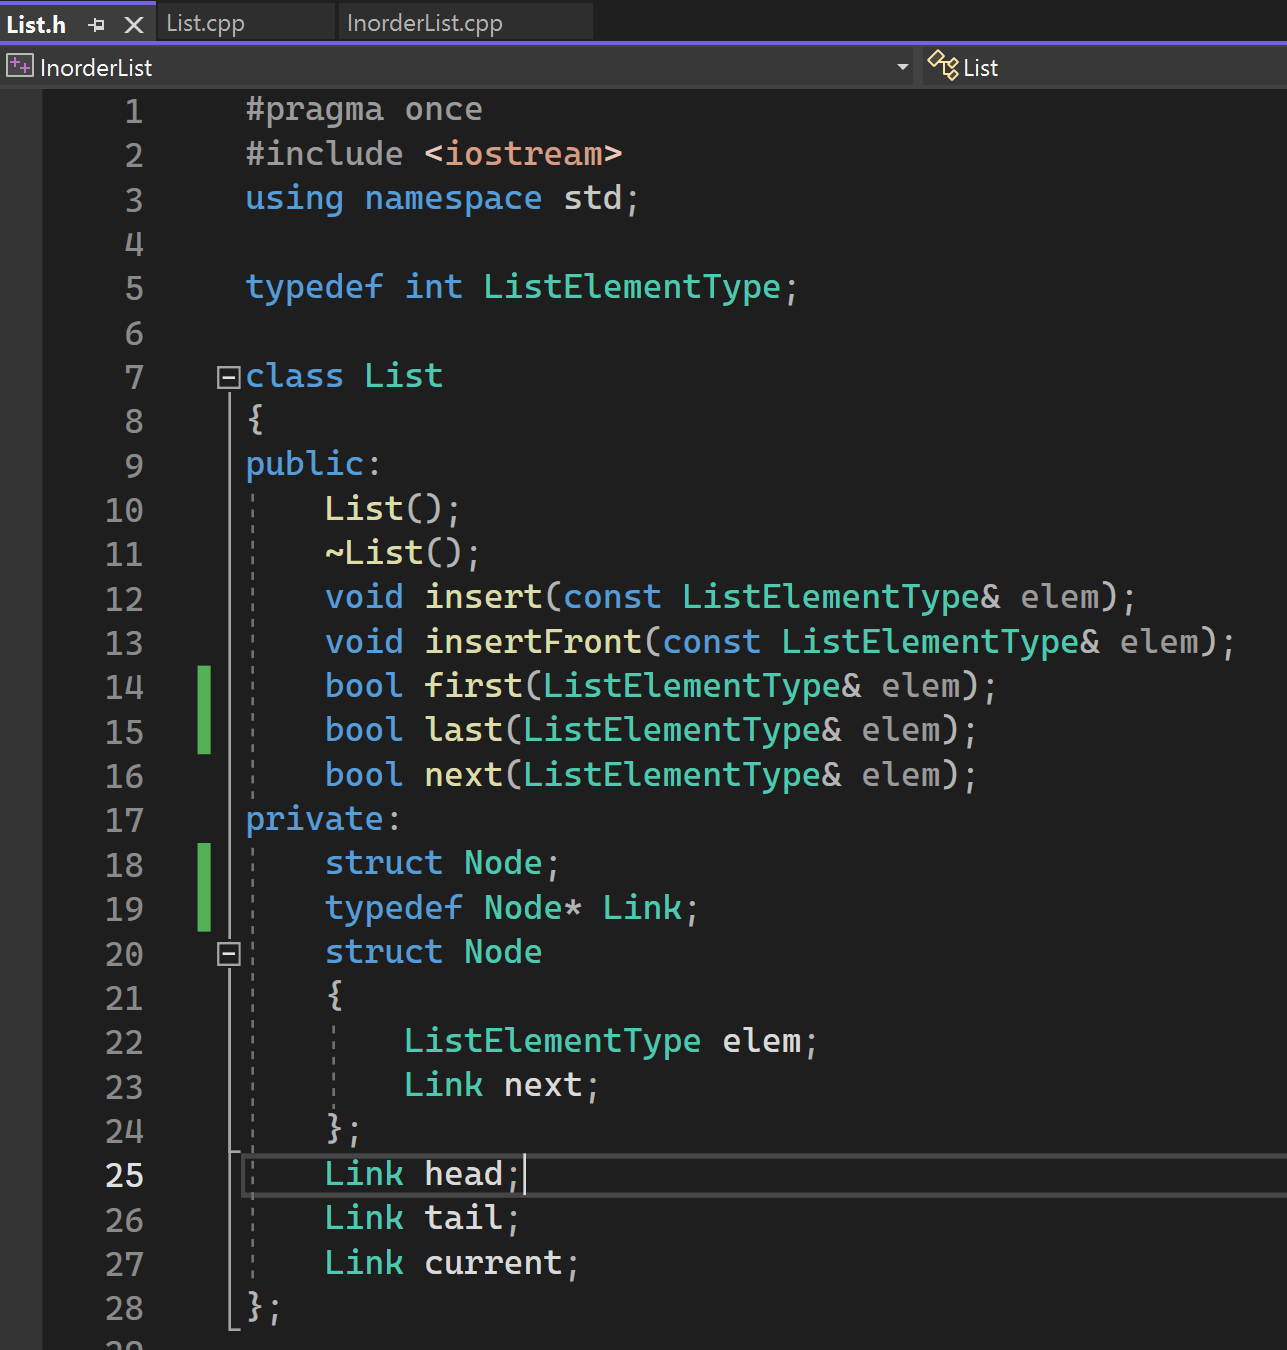 List.h List.cpp InorderList.cpp
InorderList List
1 #pragma once
2 #include <iostream>
3 using namespace std;
4
5 typedef int ListElementType;
6
7 class List
8 {
9 public:
10 List();
11 ~List();
12 void insert(const ListElementType& elem);
13 void insertFront(const ListElementType& elem);
14 bool first(ListElementType& elem);
15 bool last(ListElementType& elem);
16 bool next(ListElementType& elem);
17 private:
18 struct Node;
19 typedef Node* Link;
20 struct Node
21 {
22 ListElementType elem;
23 Link next;
24 };
25 Link head;
26 Link tail;
27 Link current;
28 };